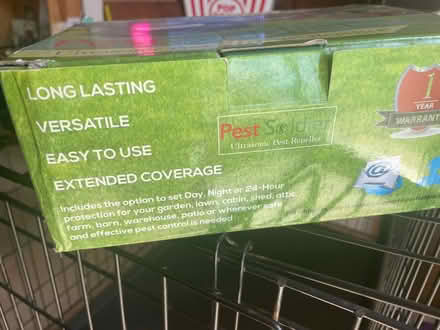 LONG LASTING
VERSATILE
EASY TO USE
EXTENDED COVERAGE
Includes the option to set Day, Night or 24-Hour
protection for your garden, lawn, cabin, shed, attic,
farm, barn, warehouse, patio or wherever safe
and effective pest control is needed
Pest Soldier
Ultrasonic Pest Repeller
1
YEAR
WARRANTY